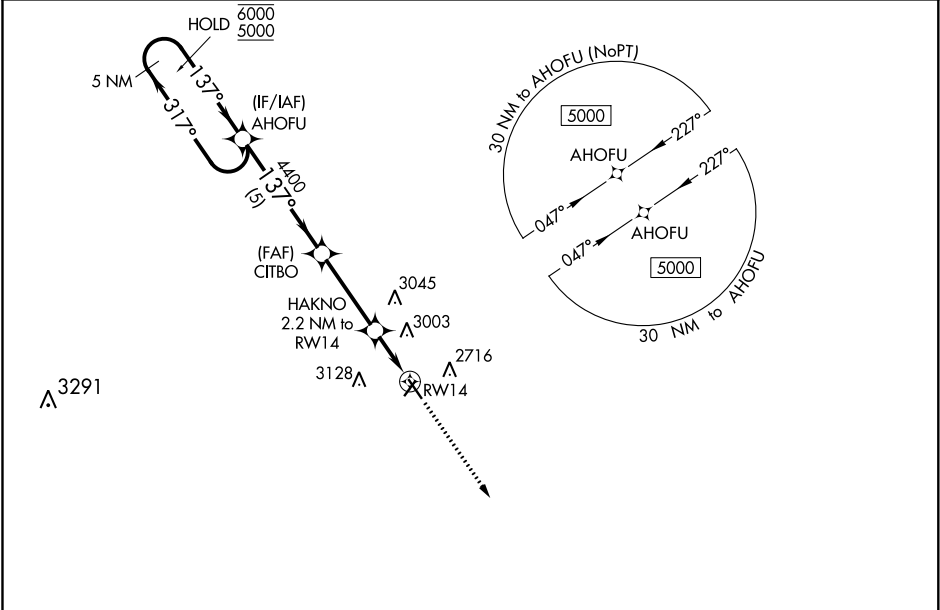 HOLD 6000
5000
5 NM
137°
317°
(IF/IAF)
AHOFU
4400
137°
(5)
(FAF)
CITBO
HAKNO
2.2 NM to
RW14
3045
3003
2716
3128
RW14
3291
30 NM to AHOFU (NoPT)
5000
227°
AHOFU
047°
227°
AHOFU
047°
5000
30 NM to AHOFU